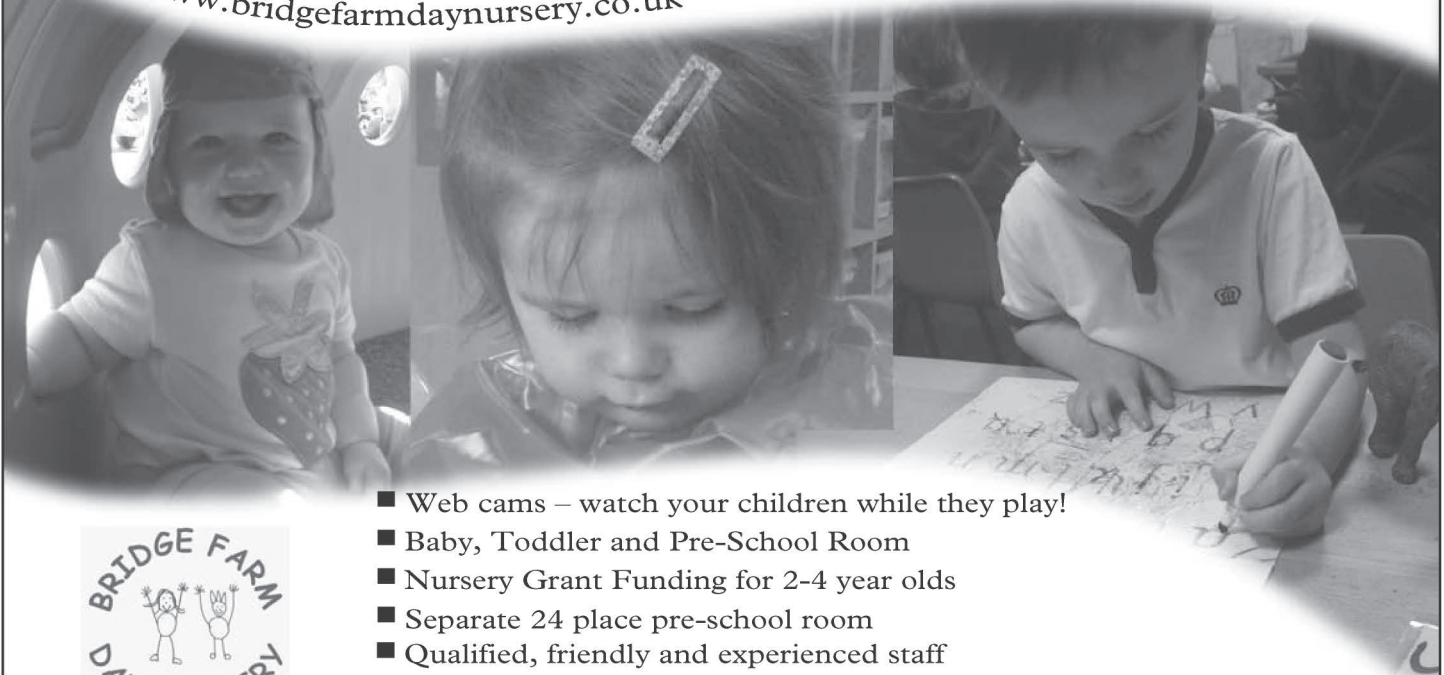 www.bridgefarmdaynursery.co.uk
■ Web cams – watch your children while they play!
■ Baby, Toddler and Pre-School Room
■ Nursery Grant Funding for 2-4 year olds
■ Separate 24 place pre-school room
■ Qualified, friendly and experienced staff
BRIDGE FARM